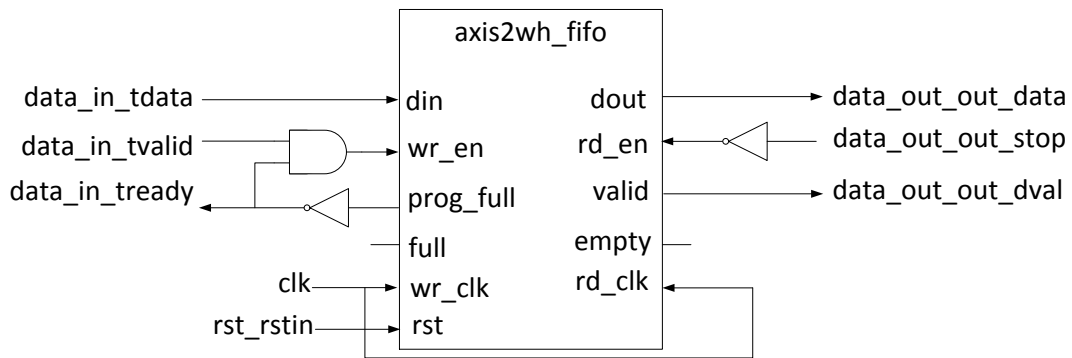 axis2wh_fifo
data_in_tdata
din
dout
data_out_out_data
data_in_tvalid
wr_en
rd_en
data_out_out_stop
data_in_tready
prog_full
valid
data_out_out_dval
full
empty
clk
wr_clk
rd_clk
rst_rstin
rst